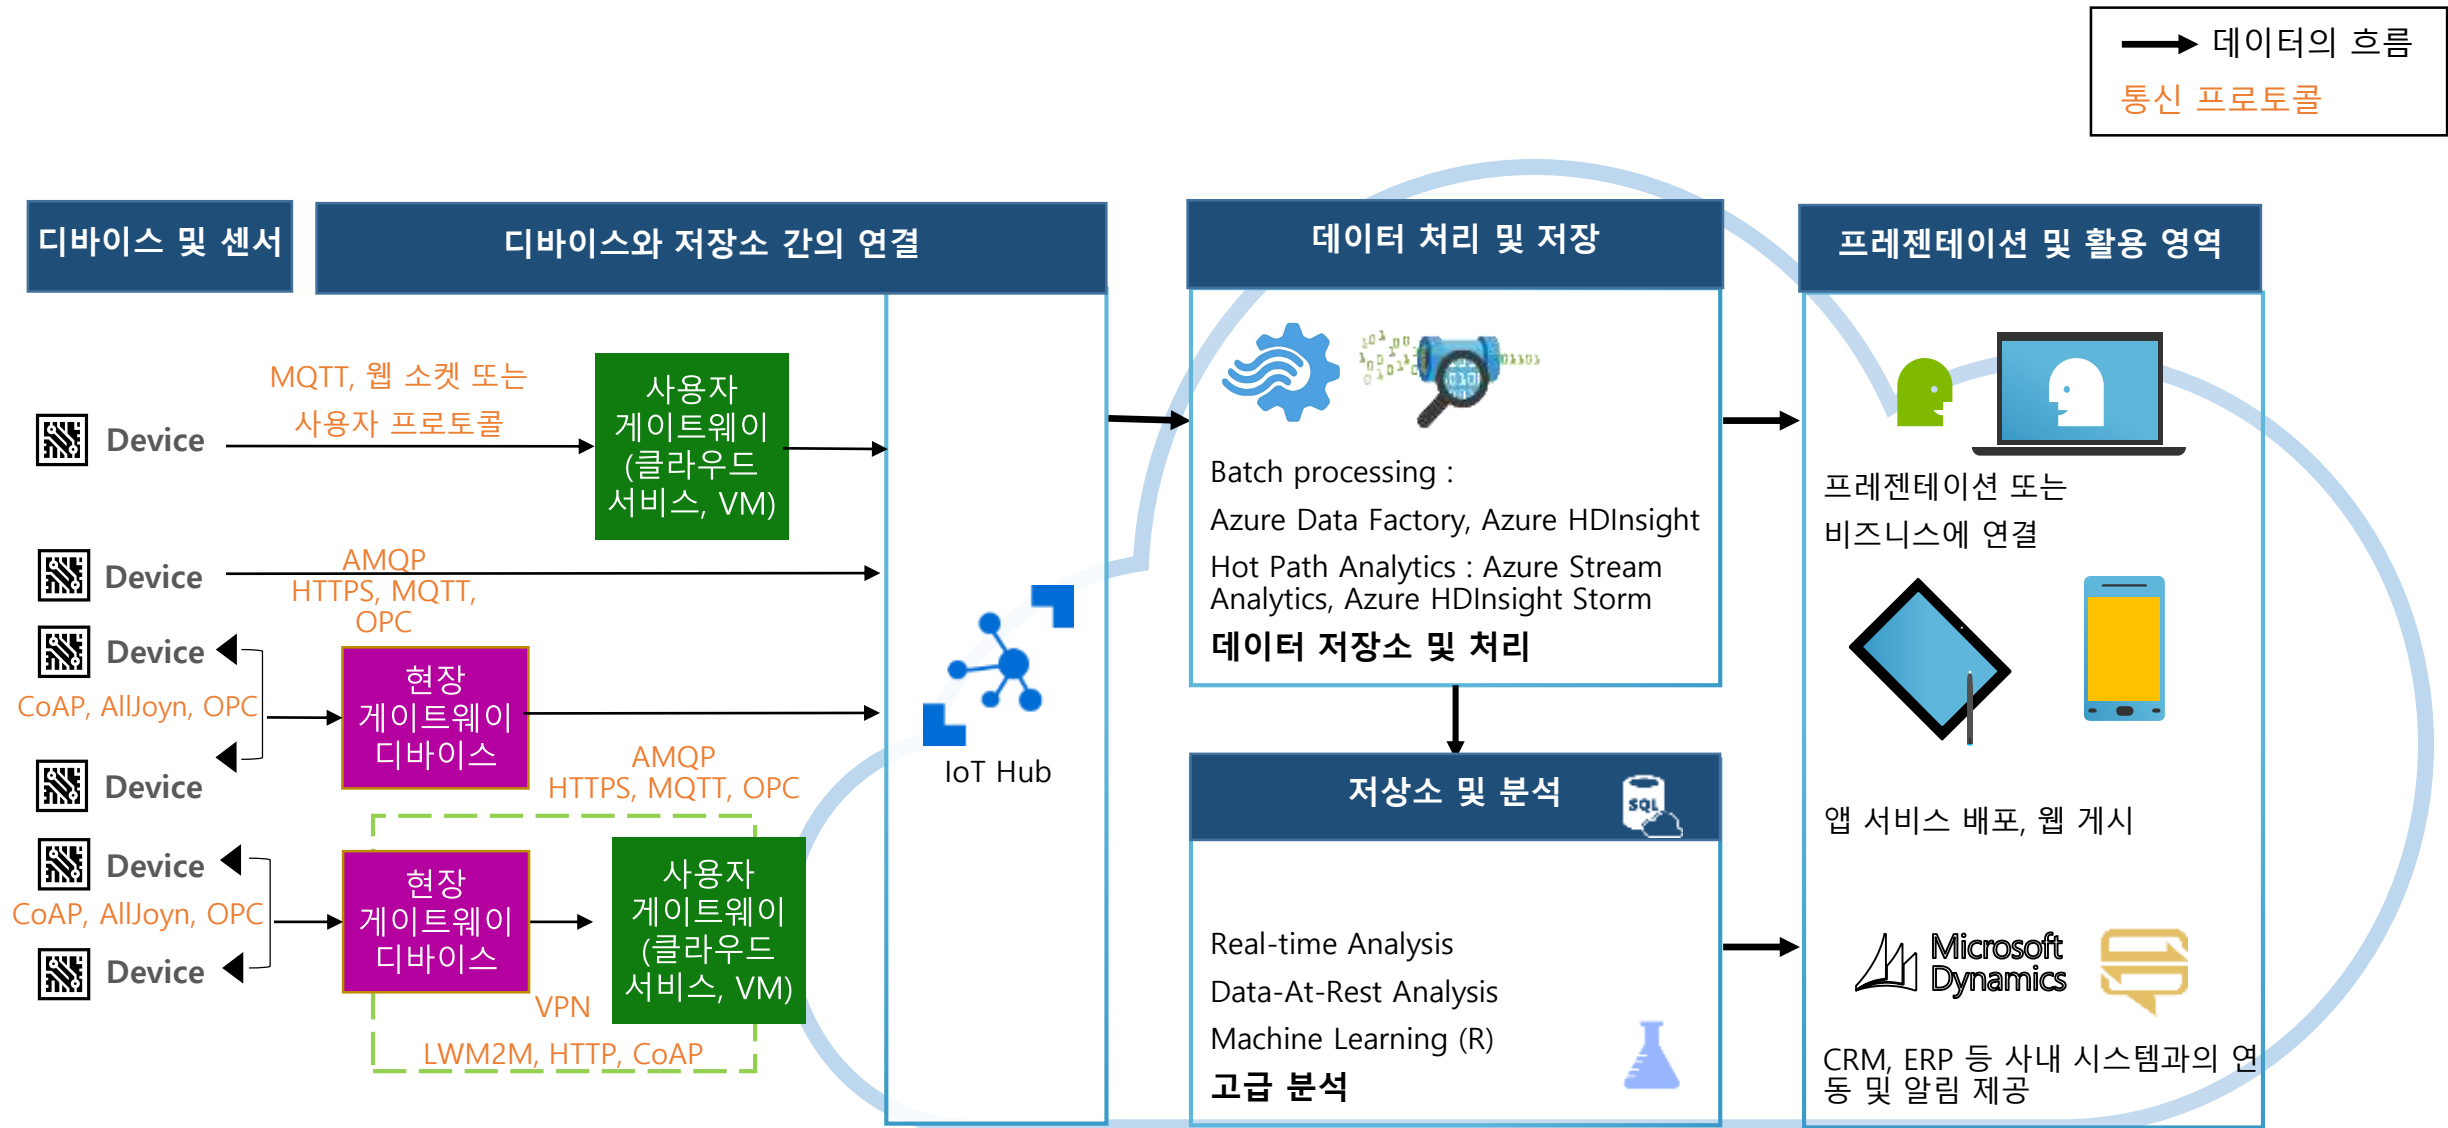 데이터의 흐름
통신 프로토콜
디바이스 및 센서
디바이스와 저장소 간의 연결
데이터 처리 및 저장
프레젠테이션 및 활용 영역
MQTT, 웹 소켓 또는
사용자 프로토콜
Device
사용자
게이트웨이
(클라우드
서비스, VM)
AMQP
HTTPS, MQTT,
OPC
Device
Device
CoAP, AllJoyn, OPC
Device
현장
게이트웨이
디바이스
AMQP
HTTPS, MQTT, OPC
Device
CoAP, AllJoyn, OPC
Device
현장
게이트웨이
디바이스
VPN
LWM2M, HTTP, CoAP
사용자
게이트웨이
(클라우드
서비스, VM)
IoT Hub
Batch processing :
Azure Data Factory, Azure HDInsight
Hot Path Analytics : Azure Stream
Analytics, Azure HDInsight Storm
데이터 저장소 및 처리
저상소 및 분석
SQL
Real-time Analysis
Data-At-Rest Analysis
Machine Learning (R)
고급 분석
프레젠테이션 또는
비즈니스에 연결
앱 서비스 배포, 웹 게시
Microsoft
Dynamics
CRM, ERP 등 사내 시스템과의 연
동 및 알림 제공